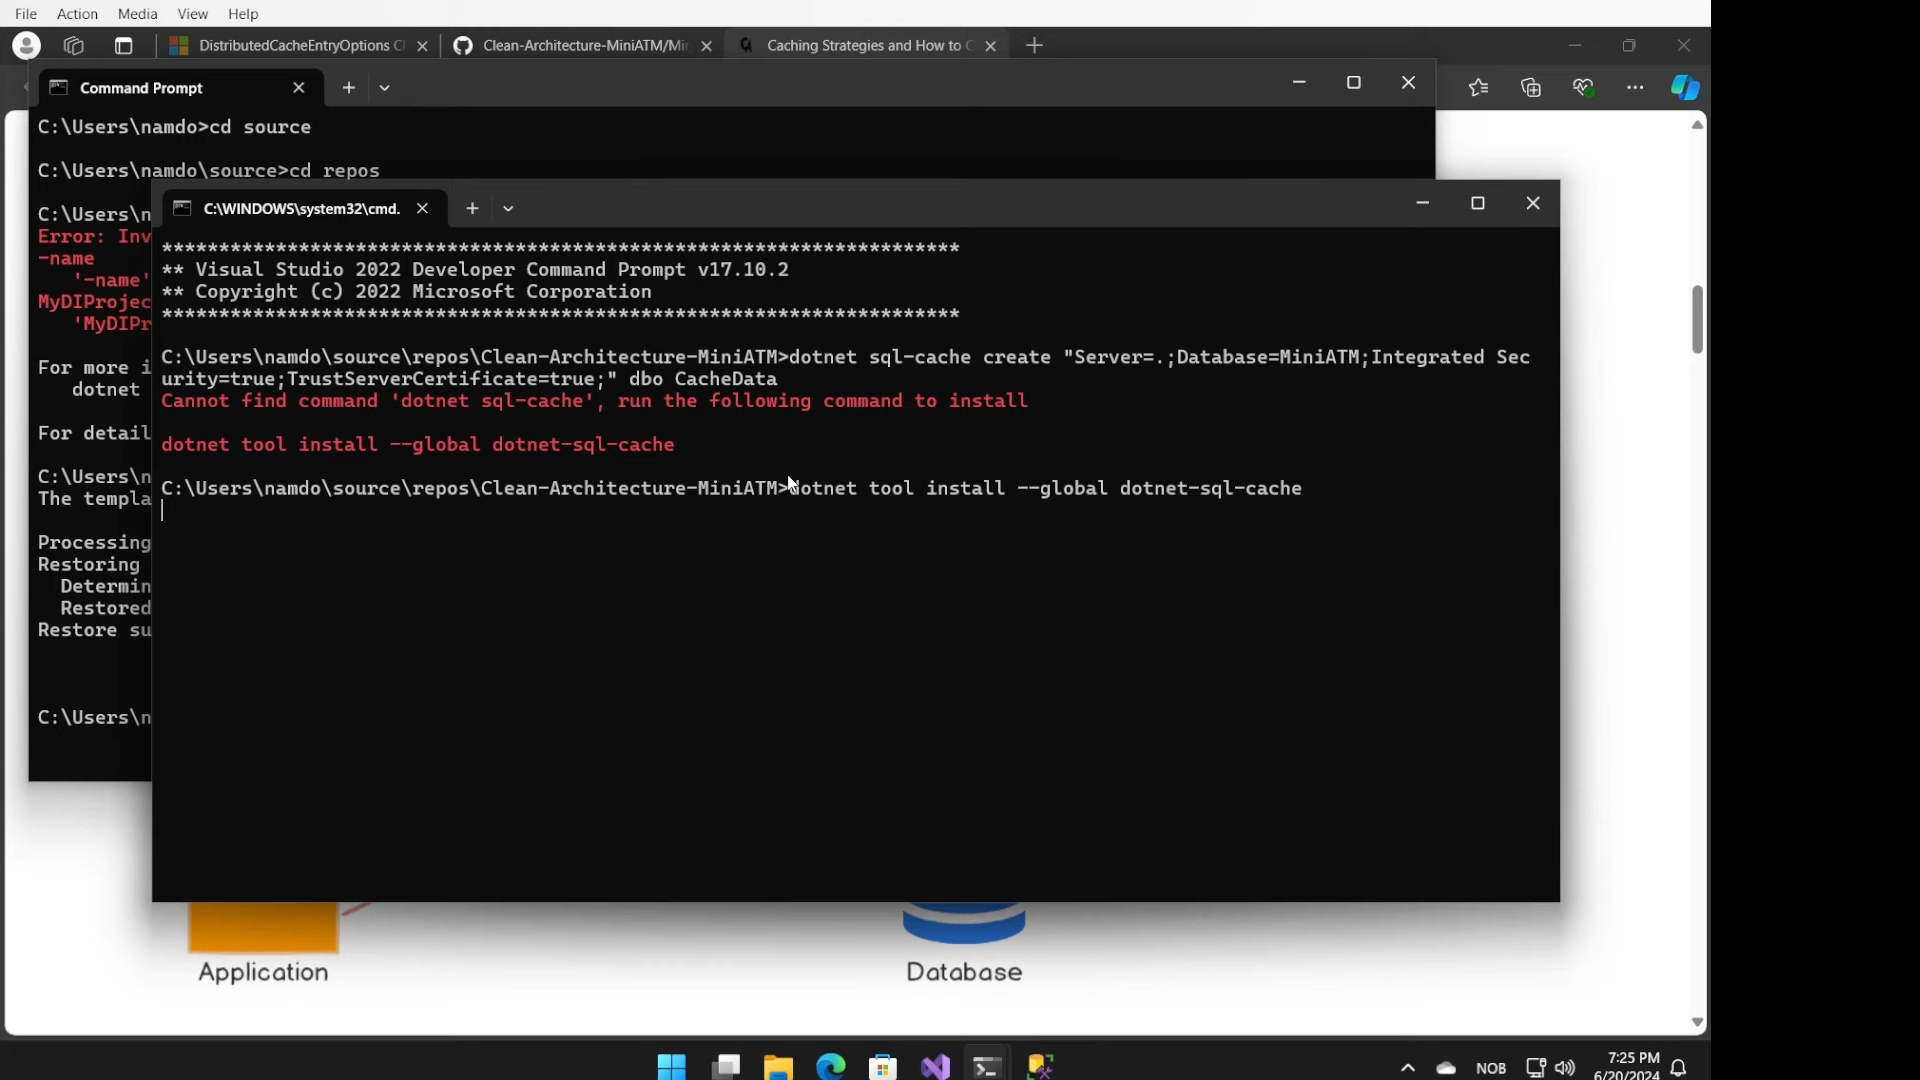 File Action Media View Help
DistributedCacheEntryOptions Clean-Architecture-MiniATM/Mi Caching Strategies and How to
Command Prompt
C:\Users\namdo>cd source
C:\Users\namdo\source>cd repos
C:\Users\n
Error: Inv
-name
'-name'
MyDIProjec
'MyDIPr
For more i
dotnet
For detail
C:\Users\n
The templa
Processing
Restoring
Determin
Restored
Restore su
C:\Users\n
C:\WINDOWS\system32\cmd.
**********************************************************************
** Visual Studio 2022 Developer Command Prompt v17.10.2
** Copyright (c) 2022 Microsoft Corporation
**********************************************************************
C:\Users\namdo\source\repos\Clean-Architecture-MiniATM>dotnet sql-cache create "Server=.;Database=MiniATM;Integrated Sec
urity=true;TrustServerCertificate=true;" dbo CacheData
Cannot find command 'dotnet sql-cache', run the following command to install
dotnet tool install --global dotnet-sql-cache
C:\Users\namdo\source\repos\Clean-Architecture-MiniATM>dotnet tool install --global dotnet-sql-cache
Application Database
NOB
7:25 PM
6/20/2024